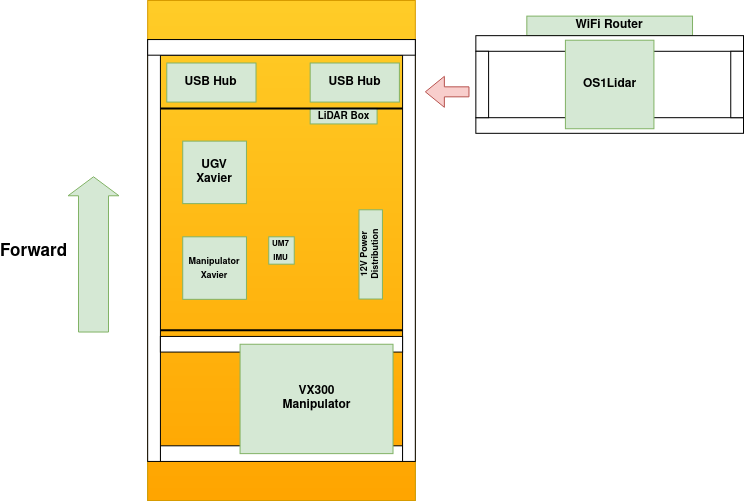 WiFi Router
USB Hub
USB Hub
OS1Lidar
LiDAR Box
UGV
Xavier
Forward
Manipulator
Xavier
UM7
IMU
12V Power
Distribution
VX300
Manipulator